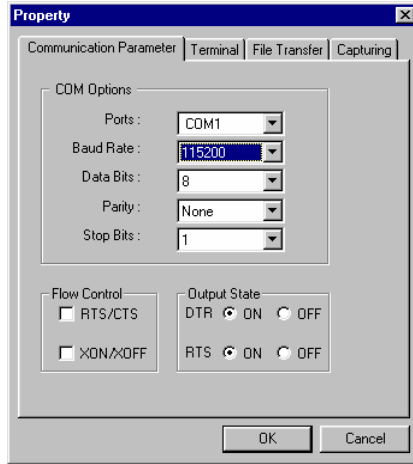 Property
Communication Parameter Terminal File Transfer Capturing
COM Options
Ports : COM1
Baud Rate : 115200
Data Bits : 8
Parity : None
Stop Bits : 1
Flow Control Output State
RTS/CTS DTR ON OFF
XON/XOFF RTS ON OFF
OK Cancel